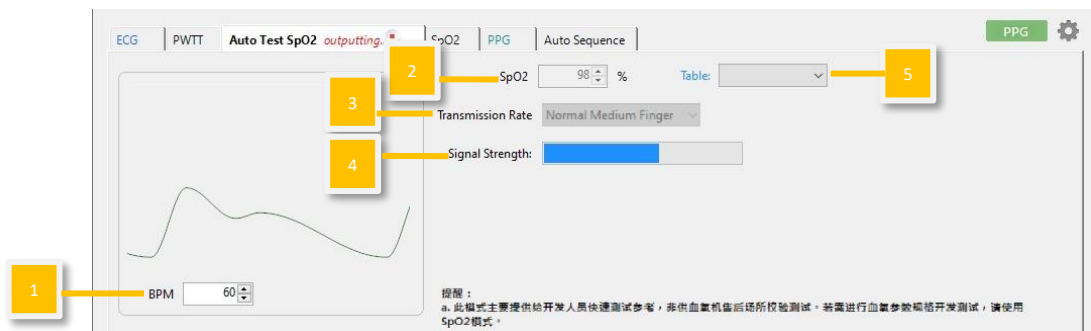 ECG PWTT Auto Test SpO2 outputting. SpO2 PPG Auto Sequence PPG
2 SpO2 98 % Table: 5
3 Transmission Rate Normal Medium Finger
4 Signal Strength:
1 BPM 60
提醒：
a. 此模式主要提供给开发人员快速测试参考，非供血氧机售后场所校验测试。若需进行血氧参数规格开发测试，请使用
SpO2模式。